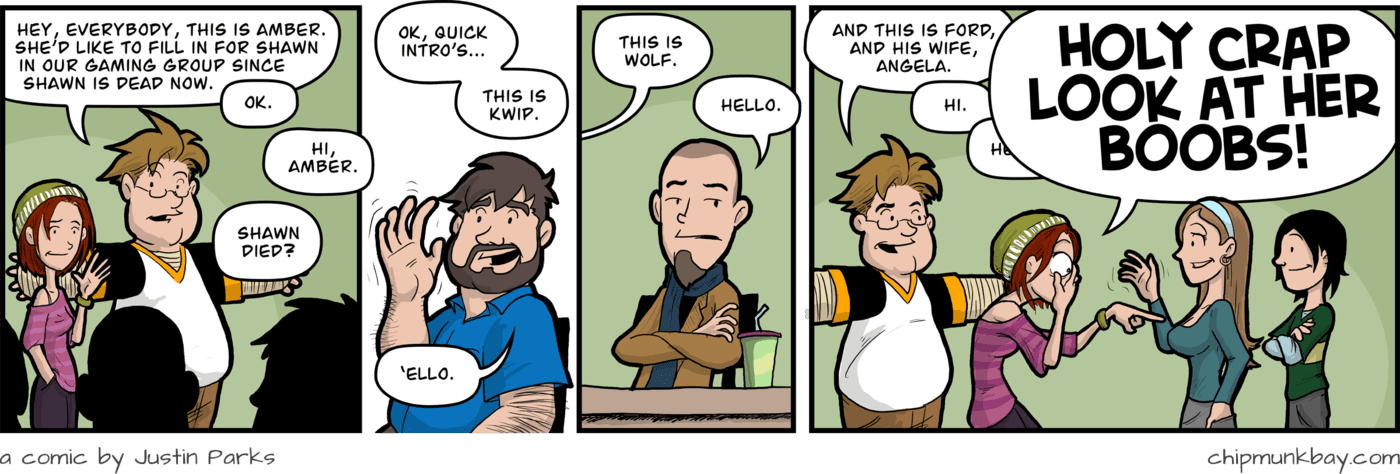 HEY, EVERYBODY, THIS IS AMBER.
SHE'D LIKE TO FILL IN FOR SHAWN
IN OUR GAMING GROUP SINCE
SHAWN IS DEAD NOW.
OK.
HI,
AMBER.
SHAWN
DIED?
OK, QUICK
INTRO'S...
THIS IS
KWIP.
'ELLO.
THIS IS
WOLF.
HELLO.
AND THIS IS FORD,
AND HIS WIFE,
ANGELA.
HI.
HE
HOLY CRAP
LOOK AT HER
BOOBS!
a comic by Justin Parks
chipmunkbay.com